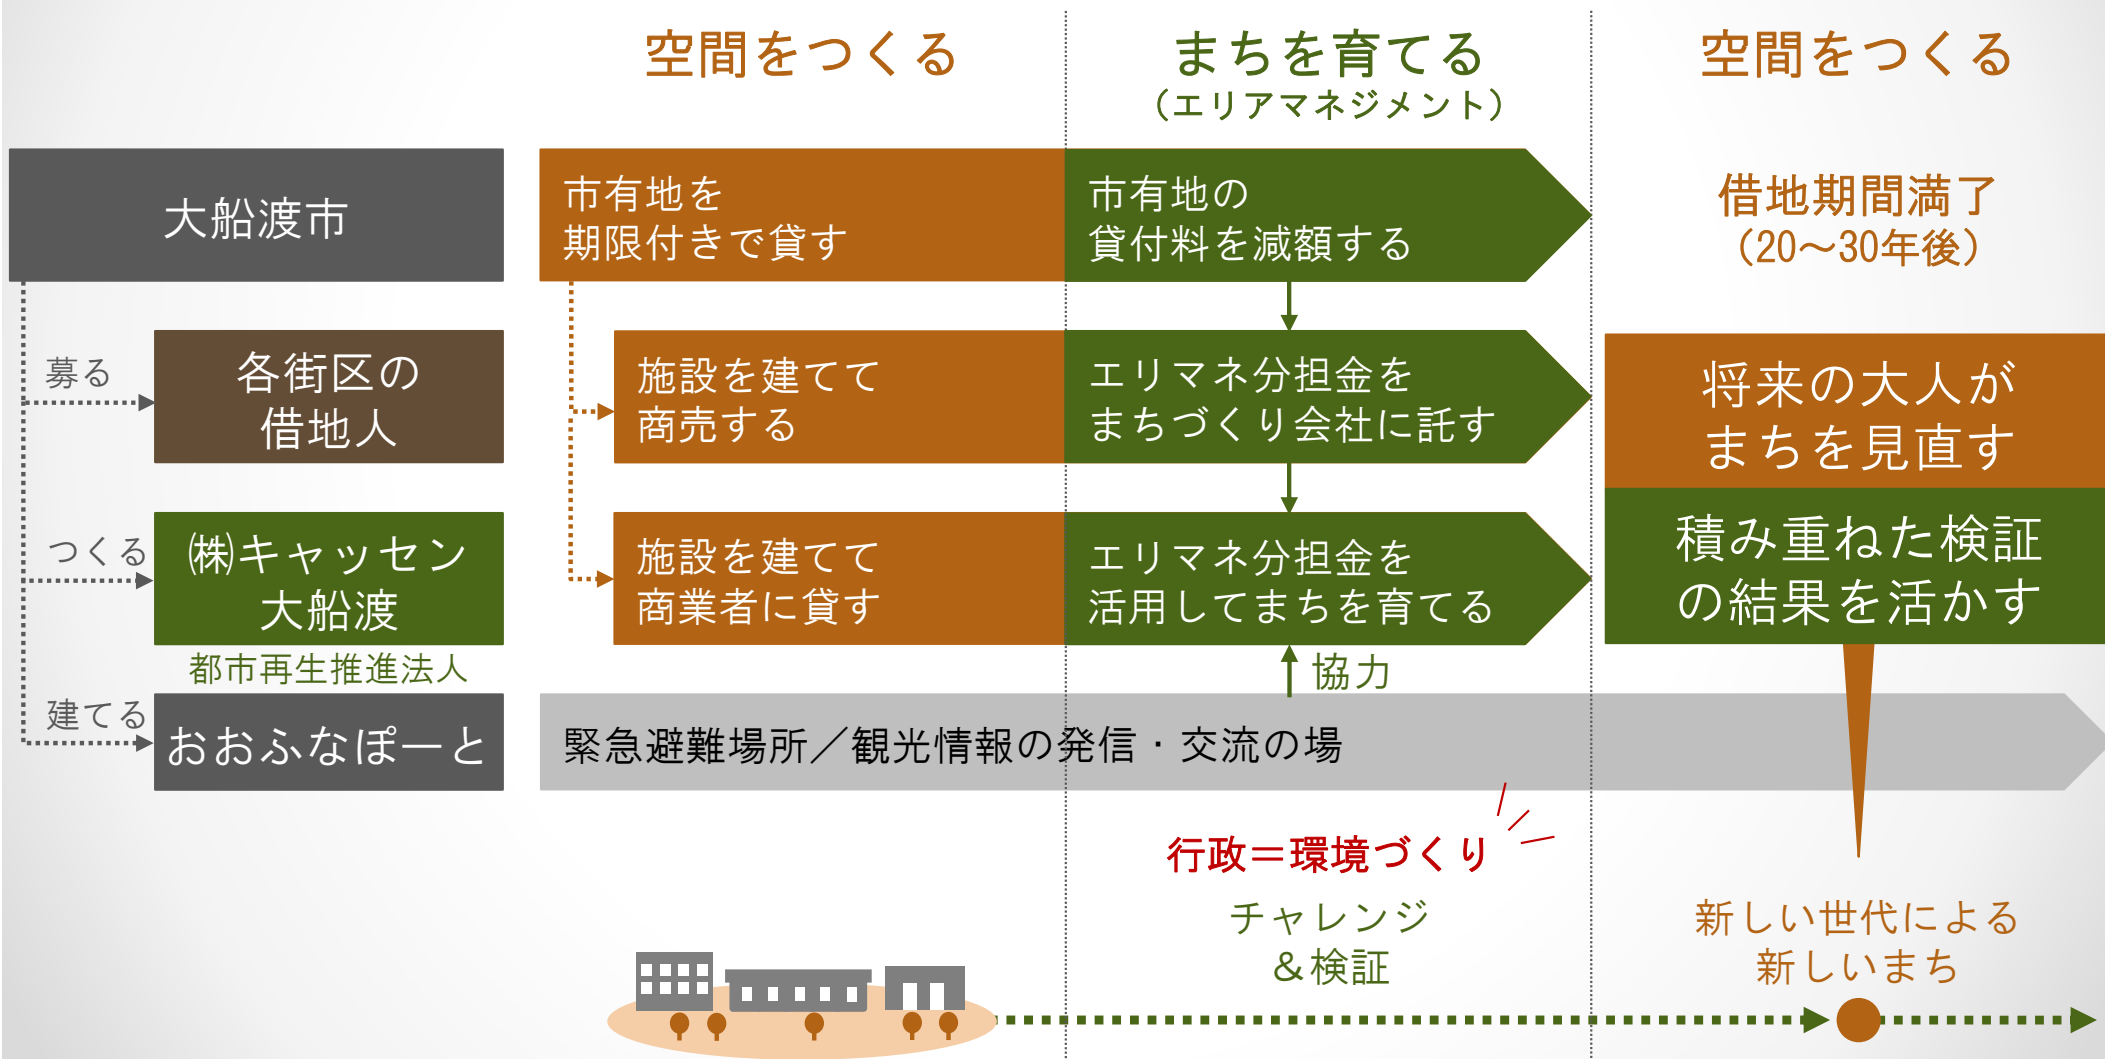 空間をつくる
まちを育てる
(エリアマネジメント)
空間をつくる
大船渡市
市有地を
期限付きで貸す
市有地の
貸付料を減額する
借地期間満了
(20～30年後)
募る
各街区の
借地人
施設を建てて
商売する
エリマネ分担金を
まちづくり会社に託す
将来の大人が
まちを見直す
つくる
㈱キャッセン
大船渡
都市再生推進法人
施設を建てて
商業者に貸す
エリマネ分担金を
活用してまちを育てる
積み重ねた検証
の結果を活かす
協力
建てる
おおふなぽーと
緊急避難場所／観光情報の発信・交流の場
行政＝環境づくり
チャレンジ
＆検証
新しい世代による
新しいまち